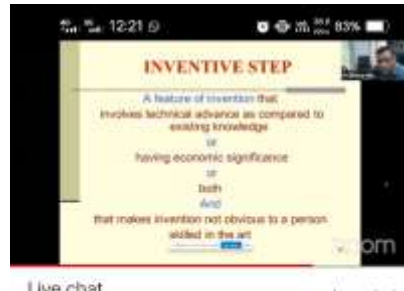 12:21
83%
INVENTIVE STEP
A feature of invention that
involves technical advance as compared to
existing knowledge
or
having economic significance
or
both
And
that makes invention not obvious to a person
skilled in the art
om
Live chat